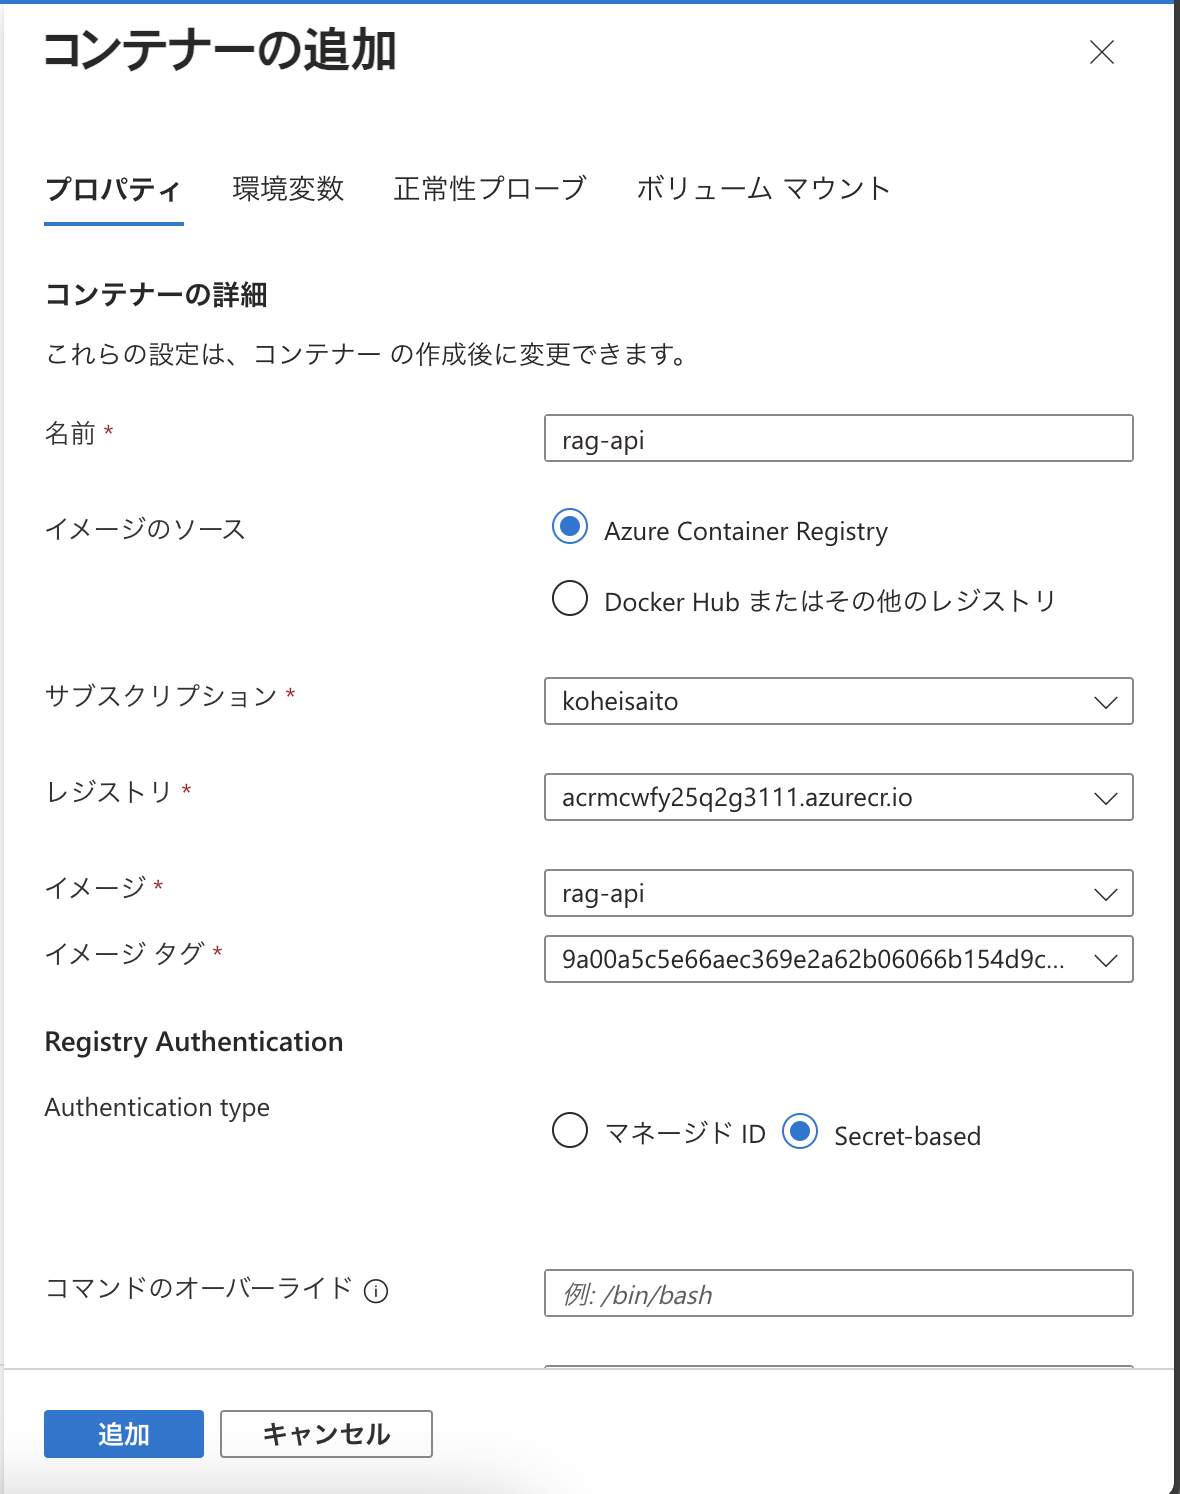 コンテナーの追加
プロパティ 環境変数 正常性プローブ ボリューム マウント
コンテナーの詳細
これらの設定は、コンテナー の作成後に変更できます。
名前 *
rag-api
イメージのソース
Azure Container Registry
Docker Hub またはその他のレジストリ
サブスクリプション *
koheisaito
レジストリ *
acrmcwfy25q2g3111.azurecr.io
イメージ *
rag-api
イメージ タグ *
9a00a5c5e66aec369e2a62b06066b154d9c...
Registry Authentication
Authentication type
マネージド ID Secret-based
コマンドのオーバーライド
例: /bin/bash
追加 キャンセル